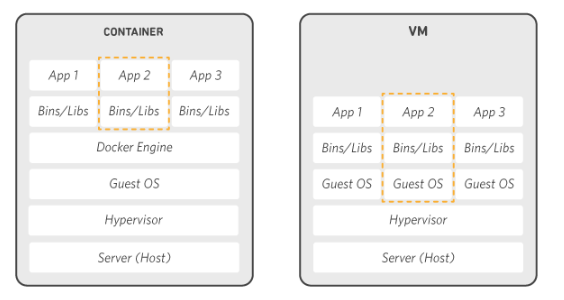 CONTAINER
App 1 App 2 App 3
Bins/Libs Bins/Libs Bins/Libs
Docker Engine
Guest OS
Hypervisor
Server (Host)
VM
App 1 App 2 App 3
Bins/Libs Bins/Libs Bins/Libs
Guest OS Guest OS Guest OS
Hypervisor
Server (Host)